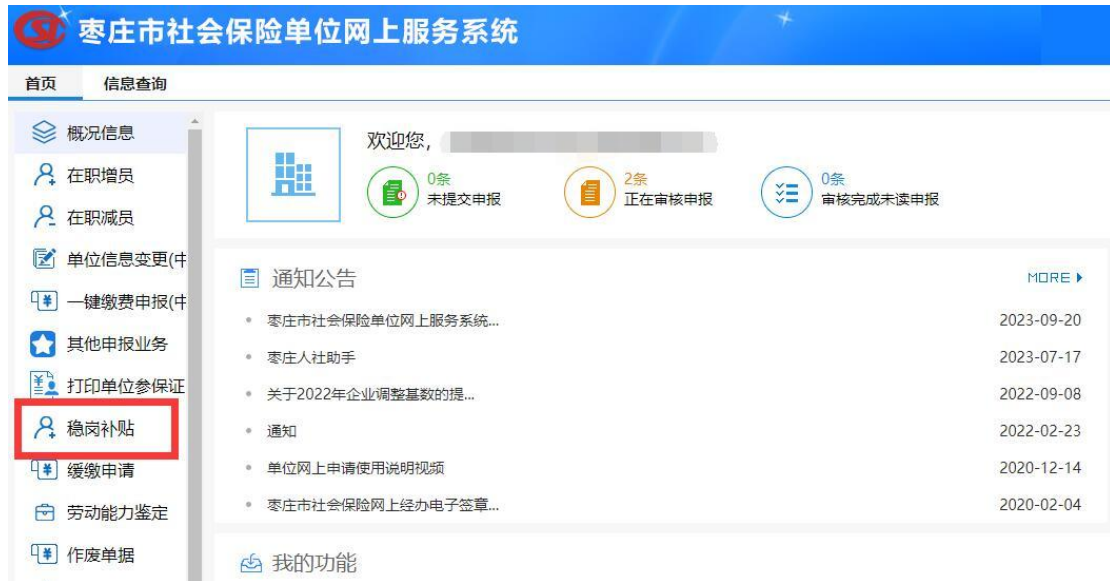 枣庄市社会保险单位网上服务系统
首页 信息查询
概况信息
在职增员
在职减员
单位信息变更(中
一键缴费申报(中
其他申报业务
打印单位参保证
稳岗补贴
缓缴申请
劳动能力鉴定
作废单据
欢迎您,
0条
未提交申报
2条
正在审核申报
0条
审核完成未读申报
通知公告 MORE
枣庄市社会保险单位网上服务系统... 2023-09-20
枣庄人社助手 2023-07-17
关于2022年企业调整基数的提... 2022-09-08
通知 2022-02-23
单位网上申请使用说明视频 2020-12-14
枣庄市社会保险网上经办电子签章... 2020-02-04
我的功能